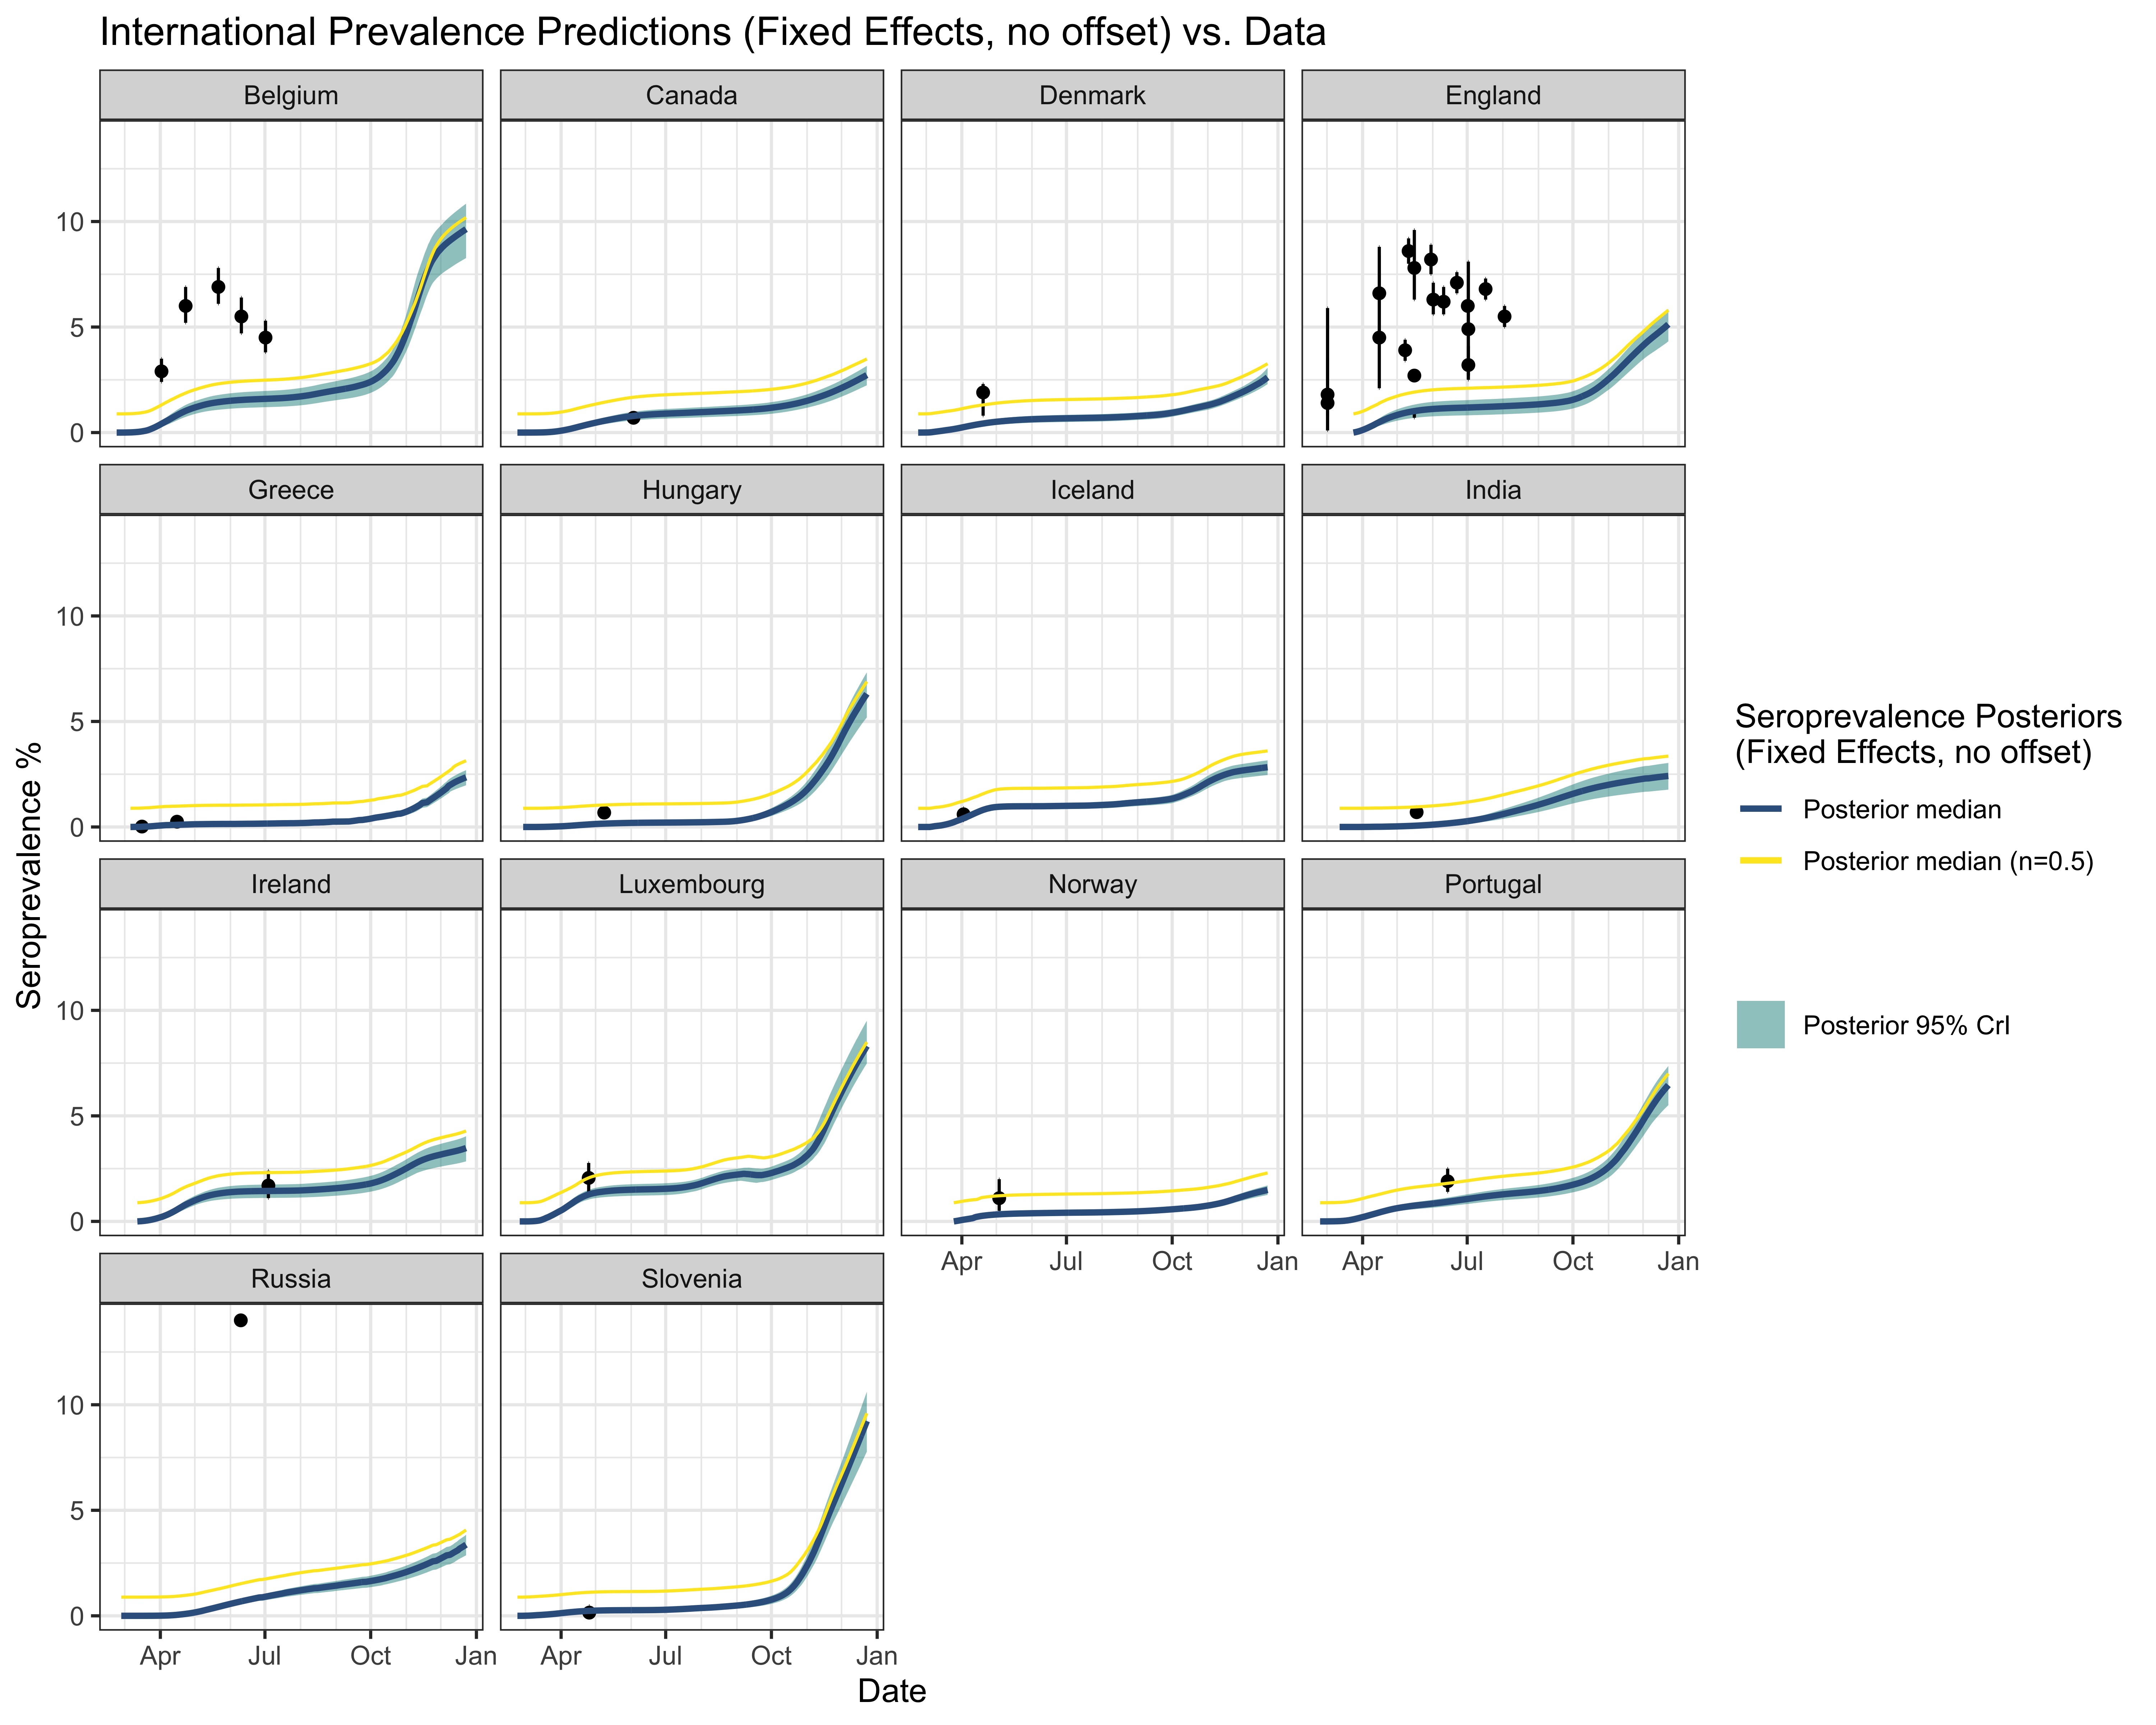 International Prevalence Predictions (Fixed Effects, no offset) vs. Data
Belgium
Canada
Denmark
England
10
5
0
Greece
Hungary
Iceland
India
10
5
0
Ireland
Luxembourg
Norway
Portugal
10
5
0
Apr Jul Oct Jan
Apr Jul Oct Jan
Russia
Slovenia
10
5
0
Apr Jul Oct Jan
Apr Jul Oct Jan
Date
Seroprevalence %
Seroprevalence Posteriors
(Fixed Effects, no offset)
Posterior median
Posterior median (n=0.5)
Posterior 95% CrI